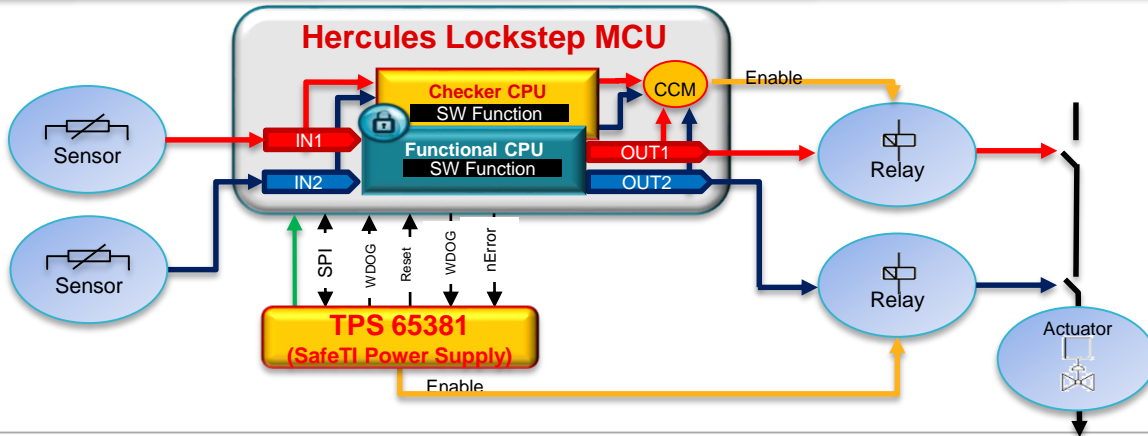 Hercules Lockstep MCU
Checker CPU
SW Function
CCM
Enable
Sensor
IN1
Functional CPU
SW Function
OUT1
Relay
IN2
OUT2
Sensor
SPI
WDOG
Reset
WDOG
nError
Relay
TPS 65381
(SafeTI Power Supply)
Actuator
Enable